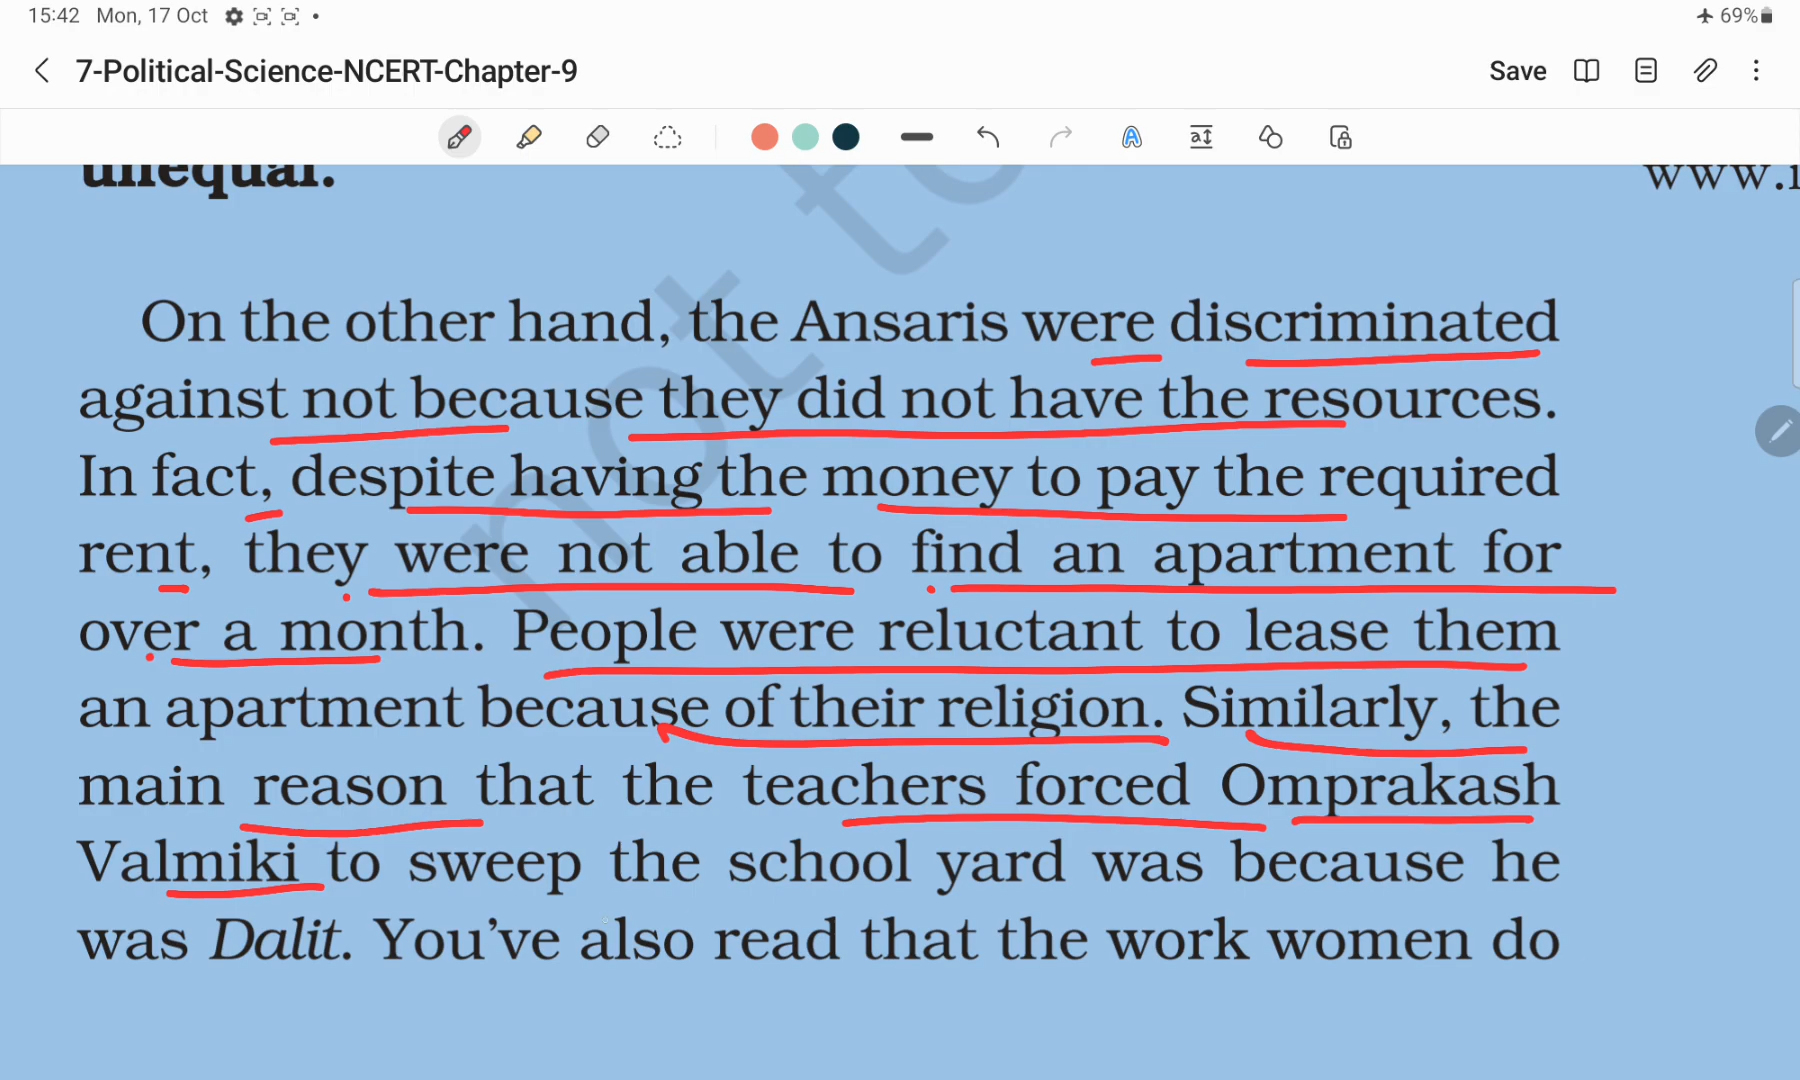 15:42 Mon, 17 Oct 69%
7-Political-Science-NCERT-Chapter-9 Save
unequal. www.i
not to
On the other hand, the Ansaris were discriminated
against not because they did not have the resources.
In fact, despite having the money to pay the required
rent, they were not able to find an apartment for
over a month. People were reluctant to lease them
an apartment because of their religion. Similarly, the
main reason that the teachers forced Omprakash
Valmiki to sweep the school yard was because he
was Dalit. You’ve also read that the work women do